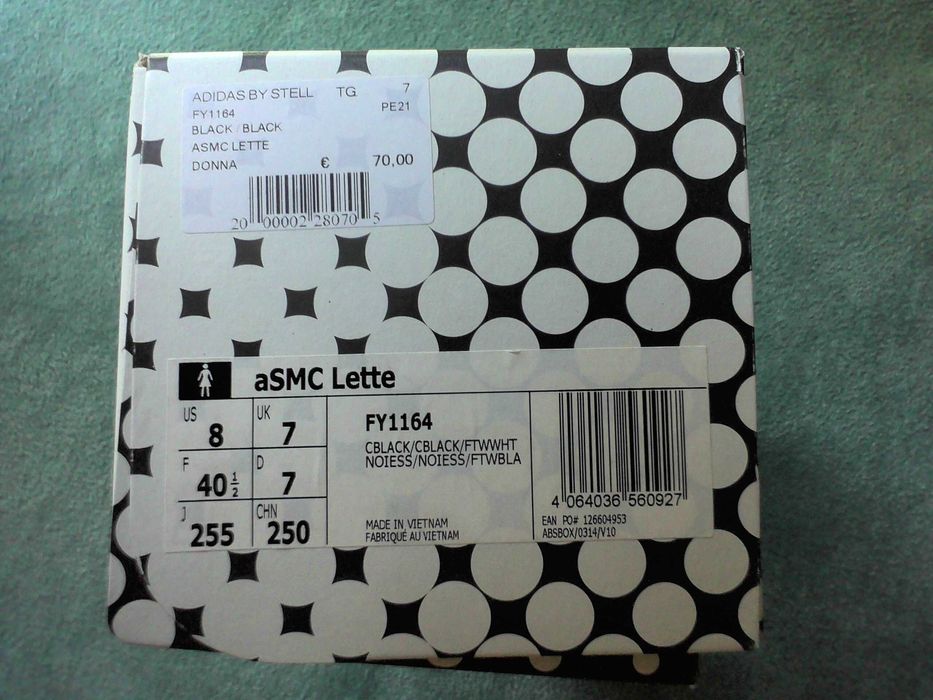 ADIDAS BY STELL TG 7
FY1164 PE21
BLACK / BLACK
ASMC LETTE
DONNA € 70,00
20 00002 28070 5
aSMC Lette
US 8 UK 7
F 40 1/2 D 7
J 255 CHN 250
FY1164
CBLACK/CBLACK/FTWWHT
NOIESS/NOIESS/FTWBLA
MADE IN VIETNAM
FABRIQUÉ AU VIETNAM
4 064036 560927
EAN PO# 126604953
ABSBOX/0314/V10